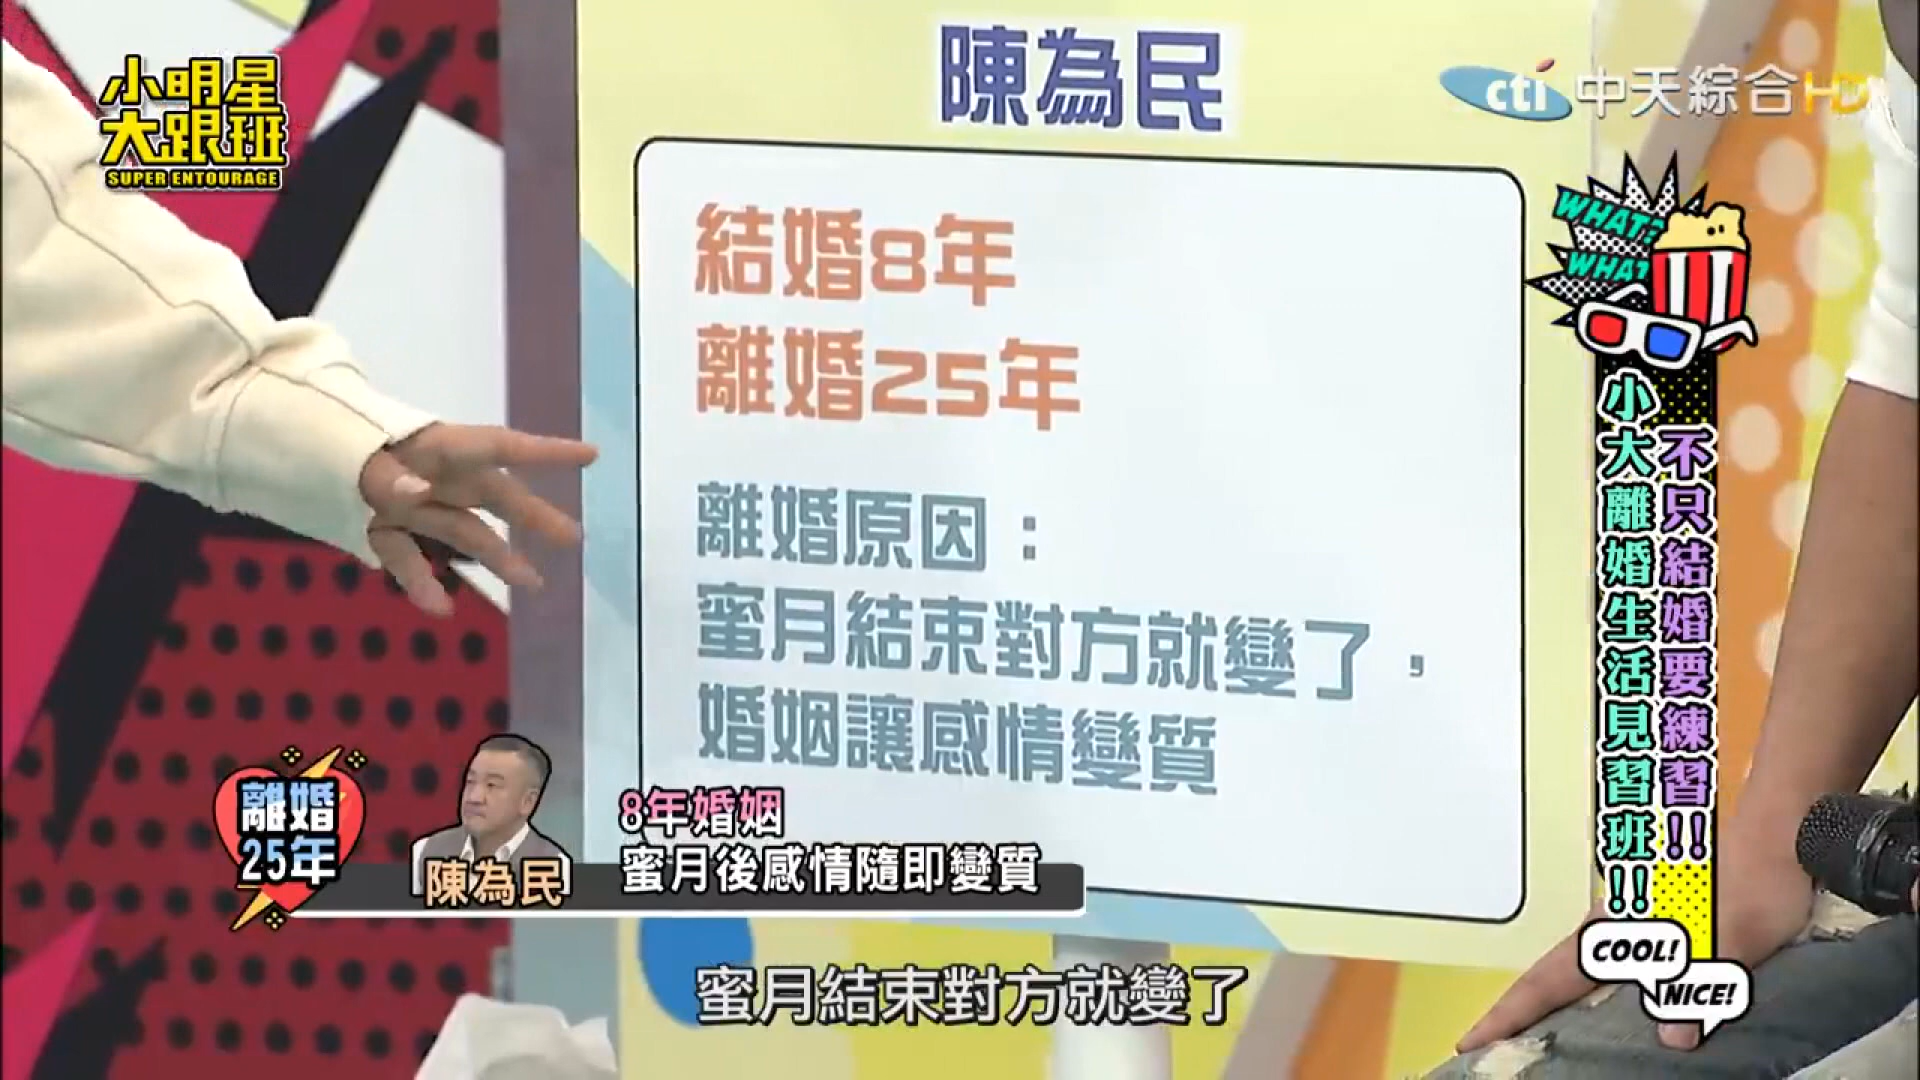 小明星
大跟班
SUPER ENTOURAGE
陳為民
cti 中天綜合HD
結婚8年
離婚25年
離婚原因：
蜜月結束對方就變了，
婚姻讓感情變質
WHAT?
WHAT
不只結婚要練習!!
小大離婚生活見習班!!
COOL!
NICE!
離婚
25年
陳為民
8年婚姻
蜜月後感情隨即變質
蜜月結束對方就變了